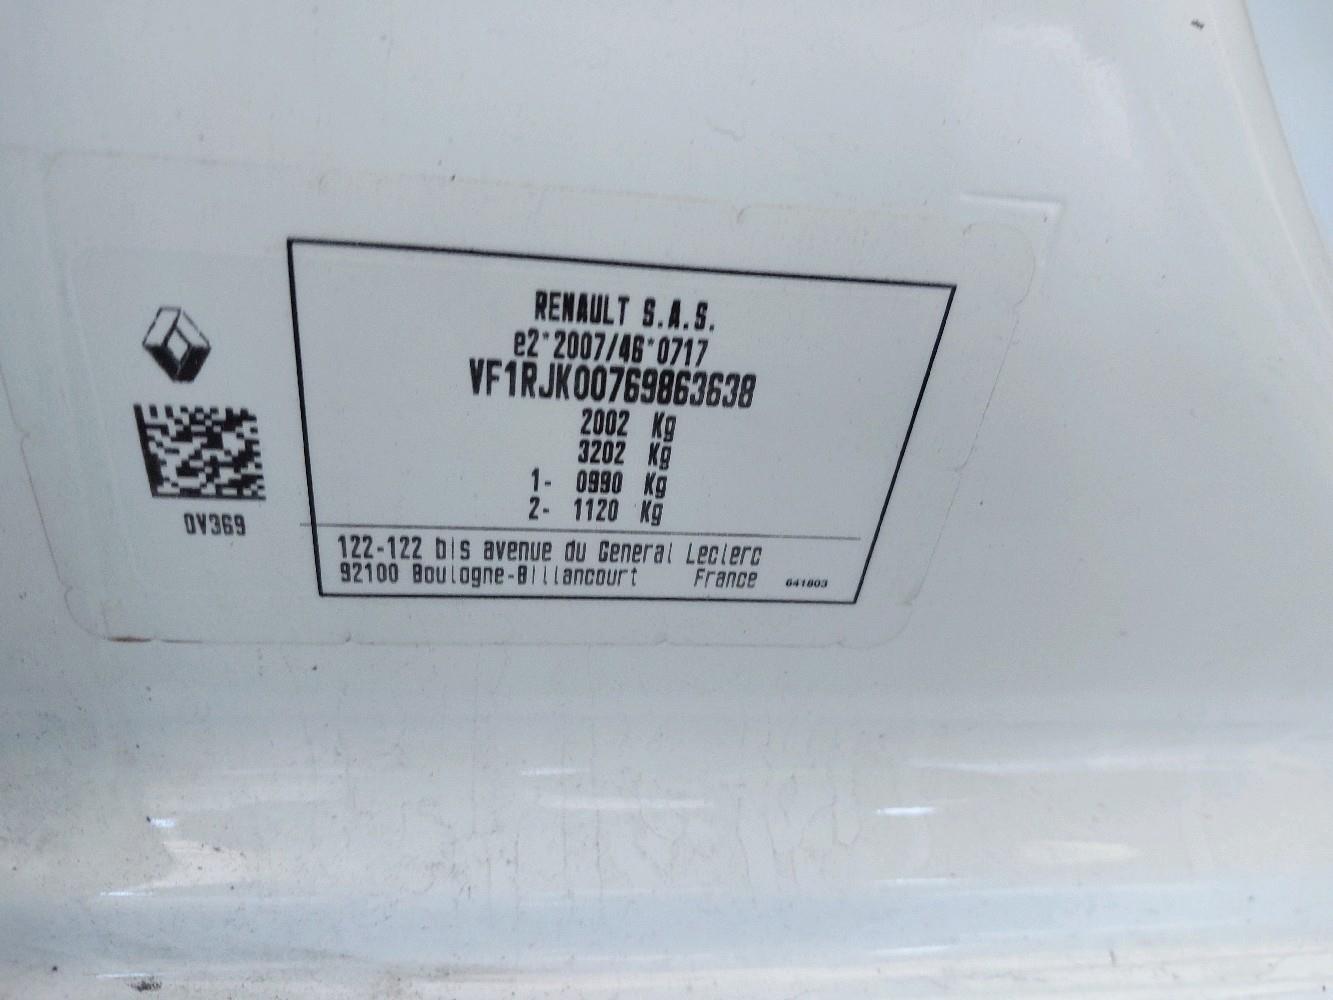 RENAULT S.A.S.
e2*2007/46*0717
VF1RJK00769863638
2002 Kg
3202 Kg
1- 0990 Kg
2- 1120 Kg
0V369
122-122 bis avenue du General Leclerc
92100 Boulogne-Billancourt France
641803